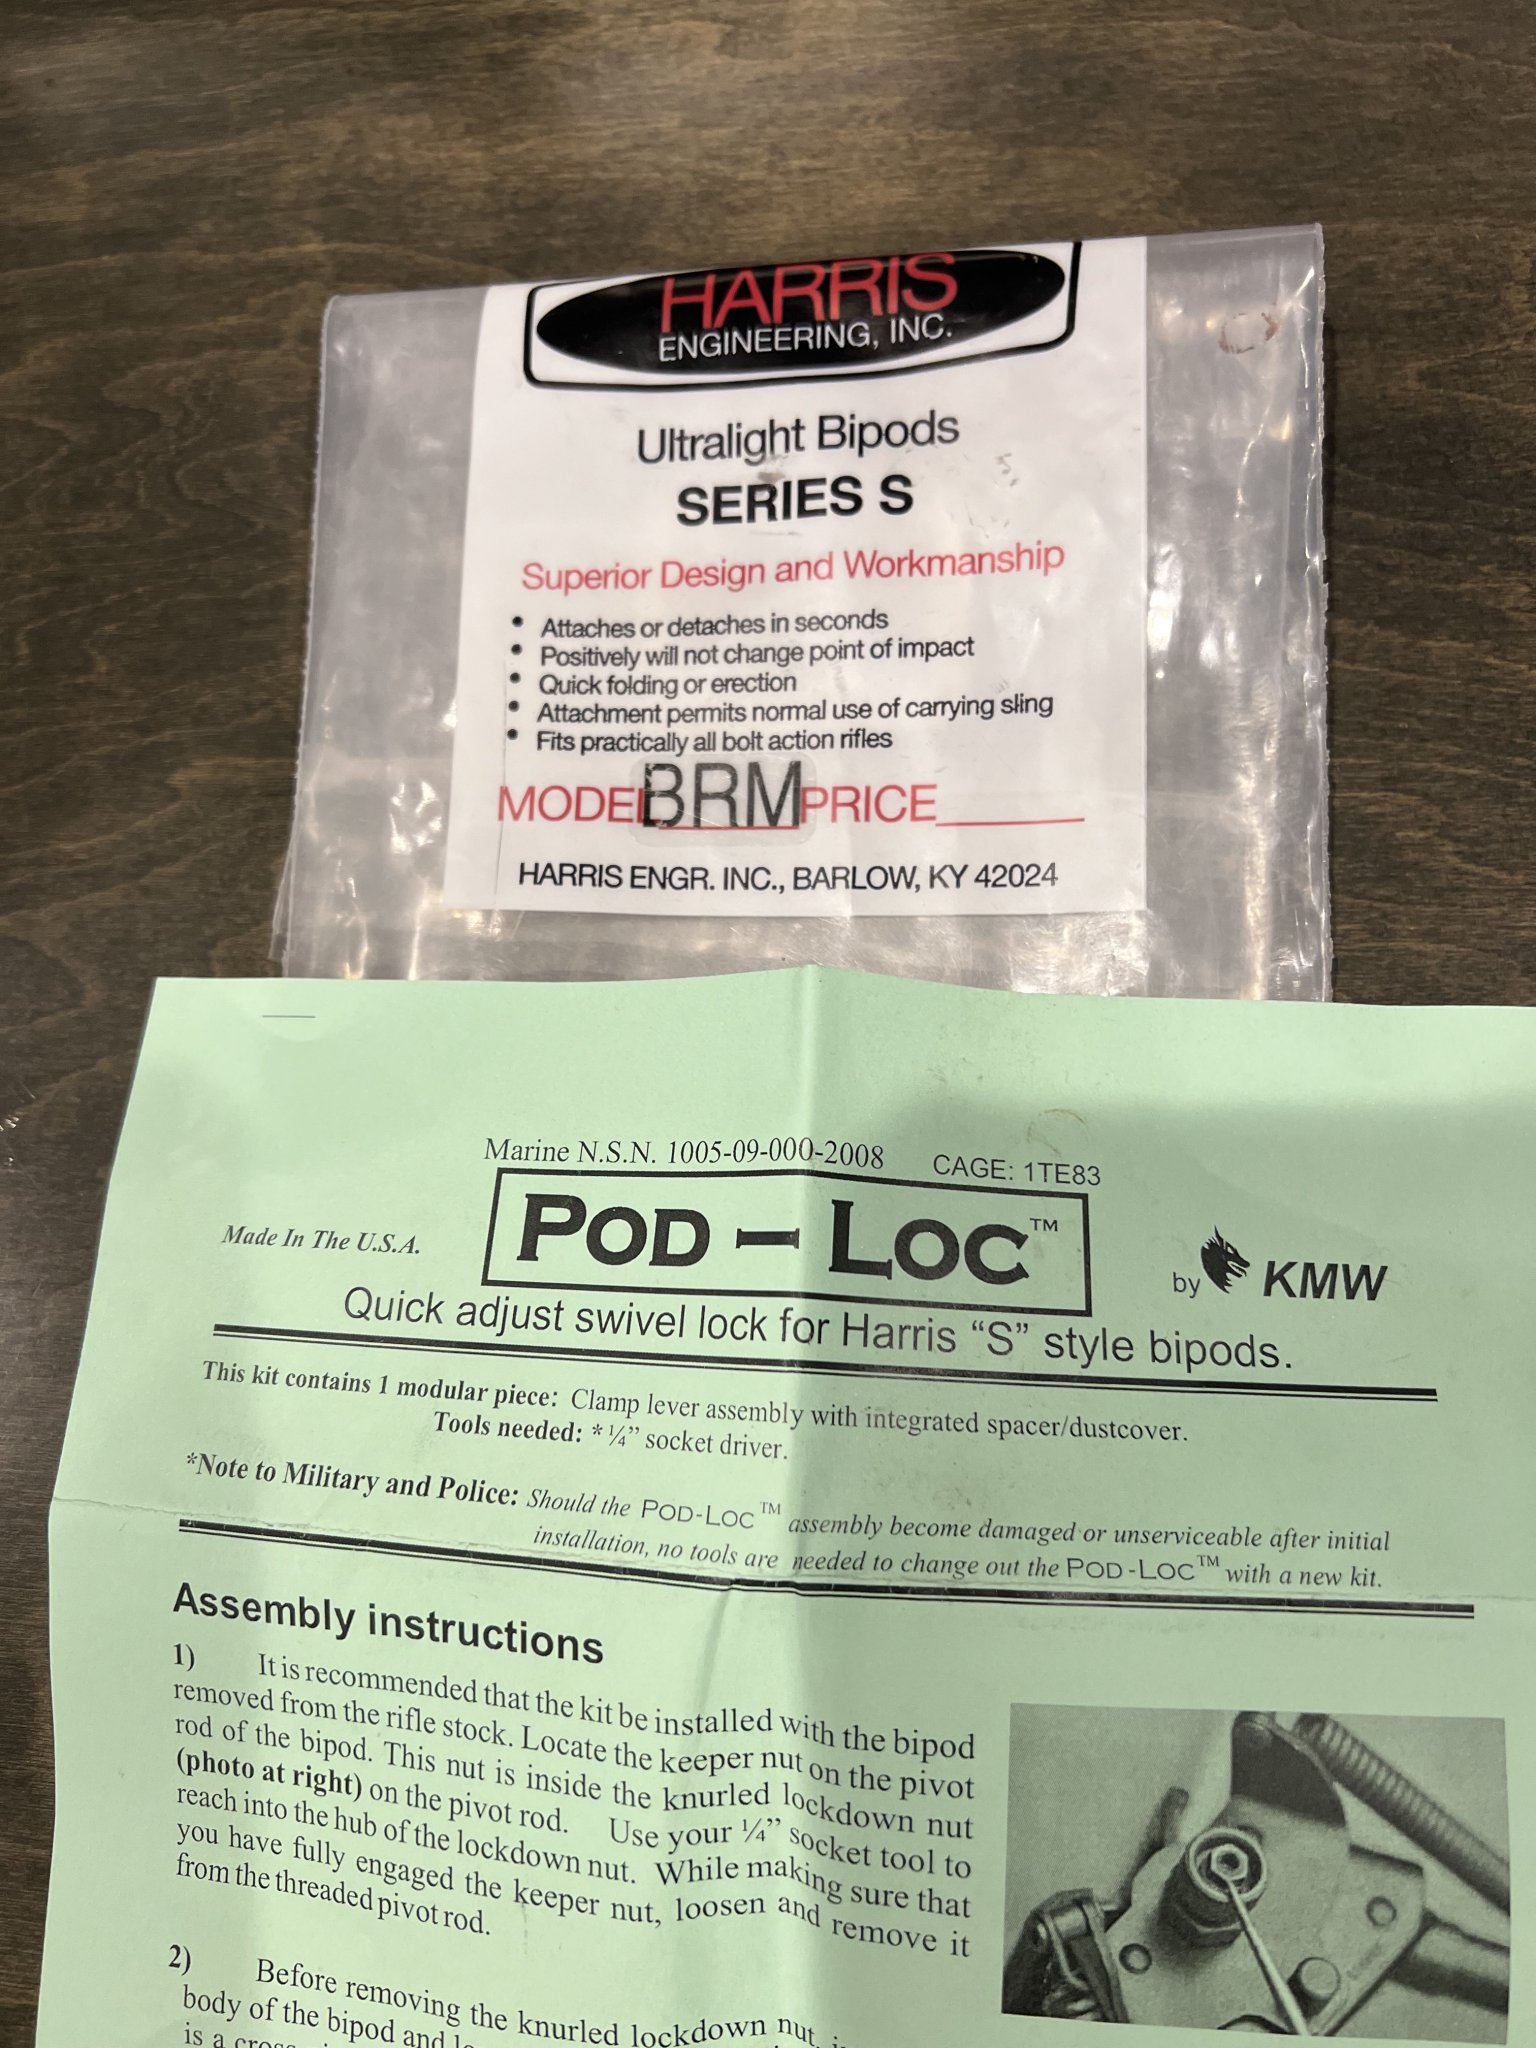 HARRIS
ENGINEERING, INC.
Ultralight Bipods
SERIES S
Superior Design and Workmanship
• Attaches or detaches in seconds
• Positively will not change point of impact
• Quick folding or erection
• Attachment permits normal use of carrying sling
• Fits practically all bolt action rifles
MODEL BRM PRICE______
HARRIS ENGR. INC., BARLOW, KY 42024
Marine N.S.N. 1005-09-000-2008 CAGE: 1TE83
Made In The U.S.A. POD-LOC™ by KMW
Quick adjust swivel lock for Harris “S” style bipods.
This kit contains 1 modular piece: Clamp lever assembly with integrated spacer/dustcover.
Tools needed: * ¼” socket driver.
*Note to Military and Police: Should the POD-LOC™ assembly become damaged or unserviceable after initial
installation, no tools are needed to change out the POD-LOC™ with a new kit.
Assembly instructions
1) It is recommended that the kit be installed with the bipod
removed from the rifle stock. Locate the keeper nut on the pivot
rod of the bipod. This nut is inside the knurled lockdown nut
(photo at right) on the pivot rod. Use your ¼” socket tool to
reach into the hub of the lockdown nut. While making sure that
you have fully engaged the keeper nut, loosen and remove it
from the threaded pivot rod.
2) Before removing the knurled lockdown nut,
body of the bipod and
is a